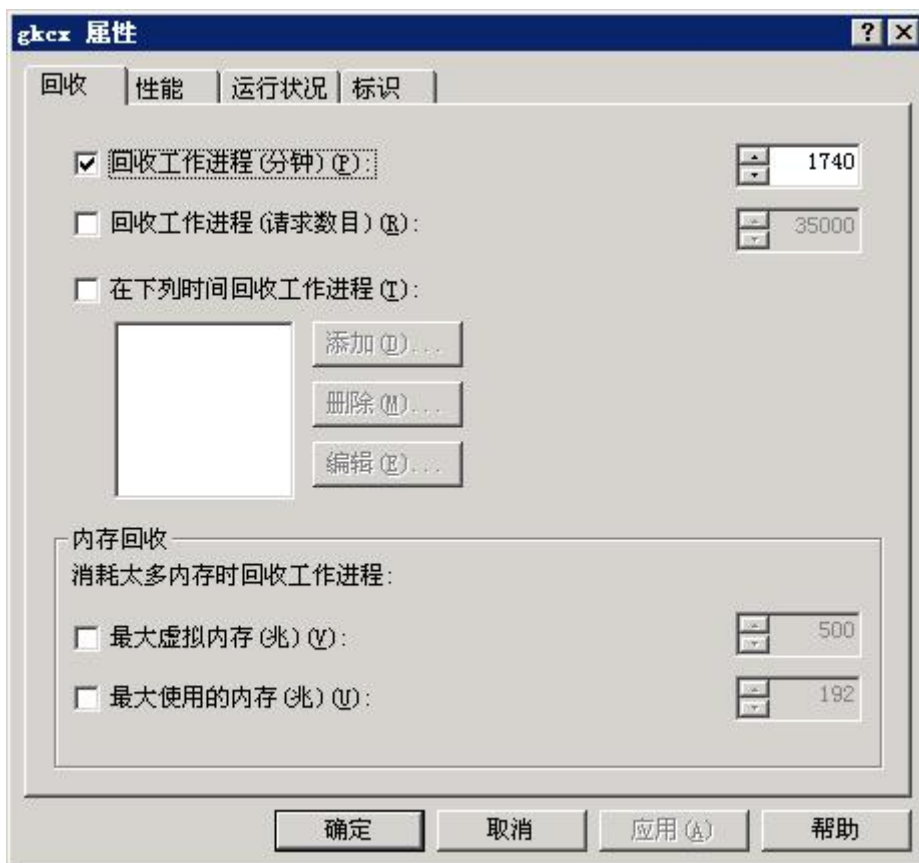 gkcx 属性
回收 性能 运行状况 标识
回收工作进程(分钟)(P): 1740
回收工作进程(请求数目)(R): 35000
在下列时间回收工作进程(T):
添加(D)...
删除(M)...
编辑(E)...
内存回收
消耗太多内存时回收工作进程:
最大虚拟内存(兆)(V): 500
最大使用的内存(兆)(U): 192
确定 取消 应用(A) 帮助